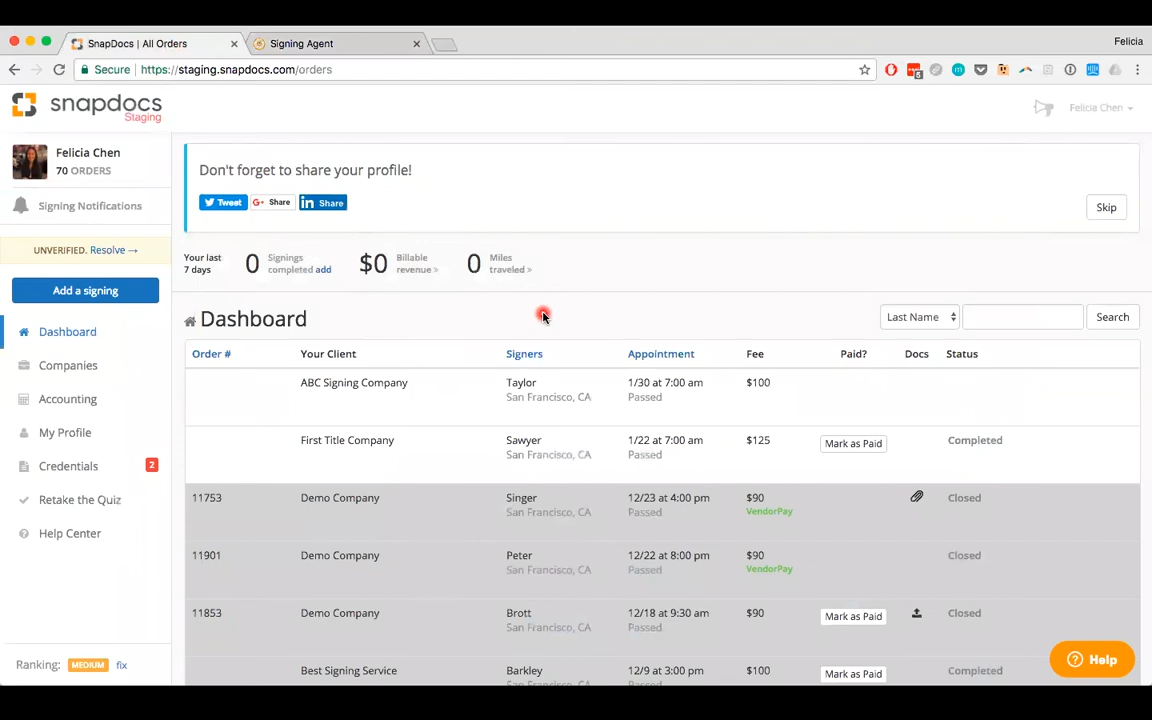 SnapDocs | All Orders
Signing Agent
Felicia
Secure
https://staging.snapdocs.com/orders
snapdocs
Staging
Felicia Chen
Felicia Chen
70 ORDERS
Signing Notifications
UNVERIFIED. Resolve →
Add a signing
Dashboard
Companies
Accounting
My Profile
Credentials 2
Retake the Quiz
Help Center
Ranking: MEDIUM fix
Don't forget to share your profile!
Tweet
G+ Share
in Share
Skip
Your last
7 days
0 Signings
completed add
$0 Billable
revenue >
0 Miles
traveled >
Dashboard
Last Name
Search
Order # Your Client Signers Appointment Fee Paid? Docs Status
ABC Signing Company Taylor 1/30 at 7:00 am $100
San Francisco, CA Passed
First Title Company Sawyer 1/22 at 7:00 am $125 Mark as Paid Completed
San Francisco, CA Passed
11753 Demo Company Singer 12/23 at 4:00 pm $90 Closed
San Francisco, CA Passed VendorPay
11901 Demo Company Peter 12/22 at 8:00 pm $90 Closed
San Francisco, CA Passed VendorPay
11853 Demo Company Brott 12/18 at 9:30 am $90 Mark as Paid Closed
San Francisco, CA Passed
Best Signing Service Barkley 12/9 at 3:00 pm $100 Mark as Paid Completed
Help